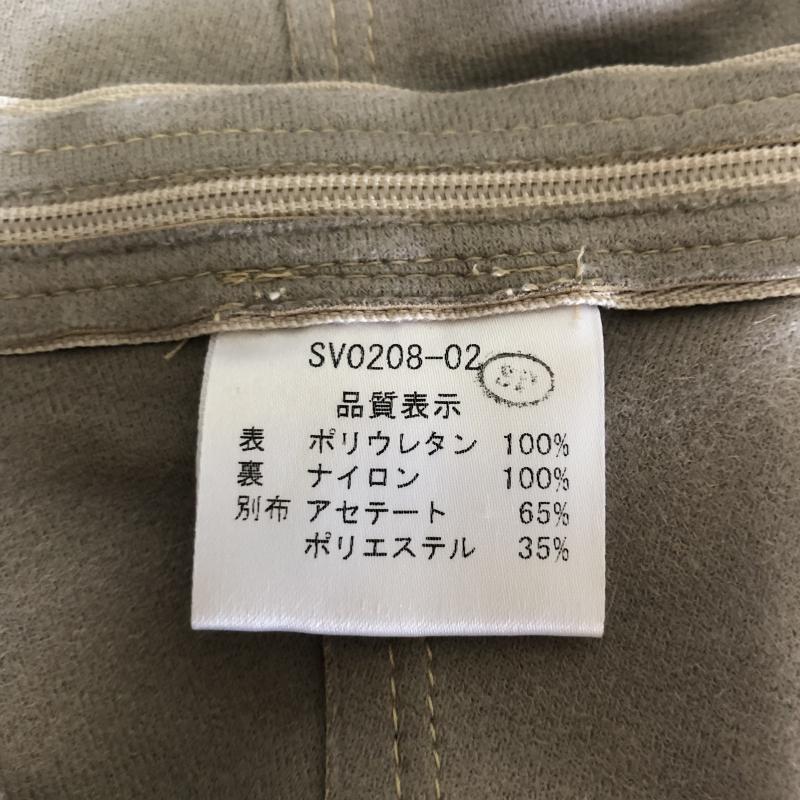 SV0208-02
品質表示
表 ポリウレタン 100%
裏 ナイロン 100%
別布 アセテート 65%
ポリエステル 35%